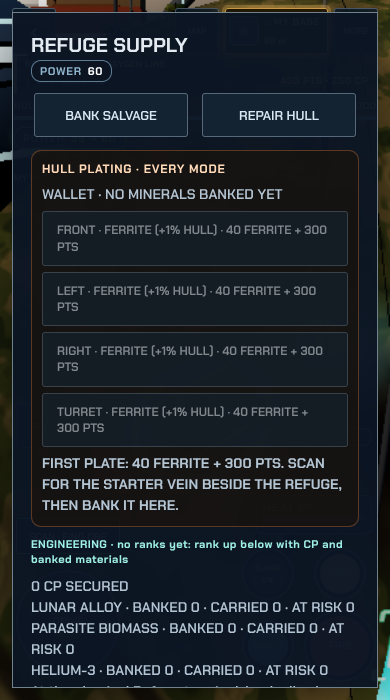 REFUGE SUPPLY
POWER 60
BANK SALVAGE
REPAIR HULL
HULL PLATING · EVERY MODE
WALLET · NO MINERALS BANKED YET
FRONT · FERRITE (+1% HULL) · 40 FERRITE + 300
PTS
LEFT · FERRITE (+1% HULL) · 40 FERRITE + 300
PTS
RIGHT · FERRITE (+1% HULL) · 40 FERRITE + 300
PTS
TURRET · FERRITE (+1% HULL) · 40 FERRITE +
300 PTS
FIRST PLATE: 40 FERRITE + 300 PTS. SCAN
FOR THE STARTER VEIN BESIDE THE REFUGE,
THEN BANK IT HERE.
ENGINEERING · no ranks yet: rank up below with CP and
banked materials
0 CP SECURED
LUNAR ALLOY · BANKED 0 · CARRIED 0 · AT RISK 0
PARASITE BIOMASS · BANKED 0 · CARRIED 0 · AT
RISK 0
HELIUM-3 · BANKED 0 · CARRIED 0 · AT RISK 0